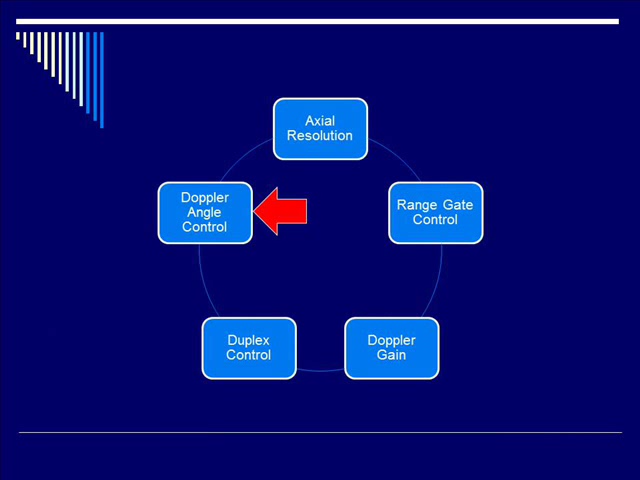 Axial
Resolution
Doppler
Angle
Control
Range Gate
Control
Duplex
Control
Doppler
Gain